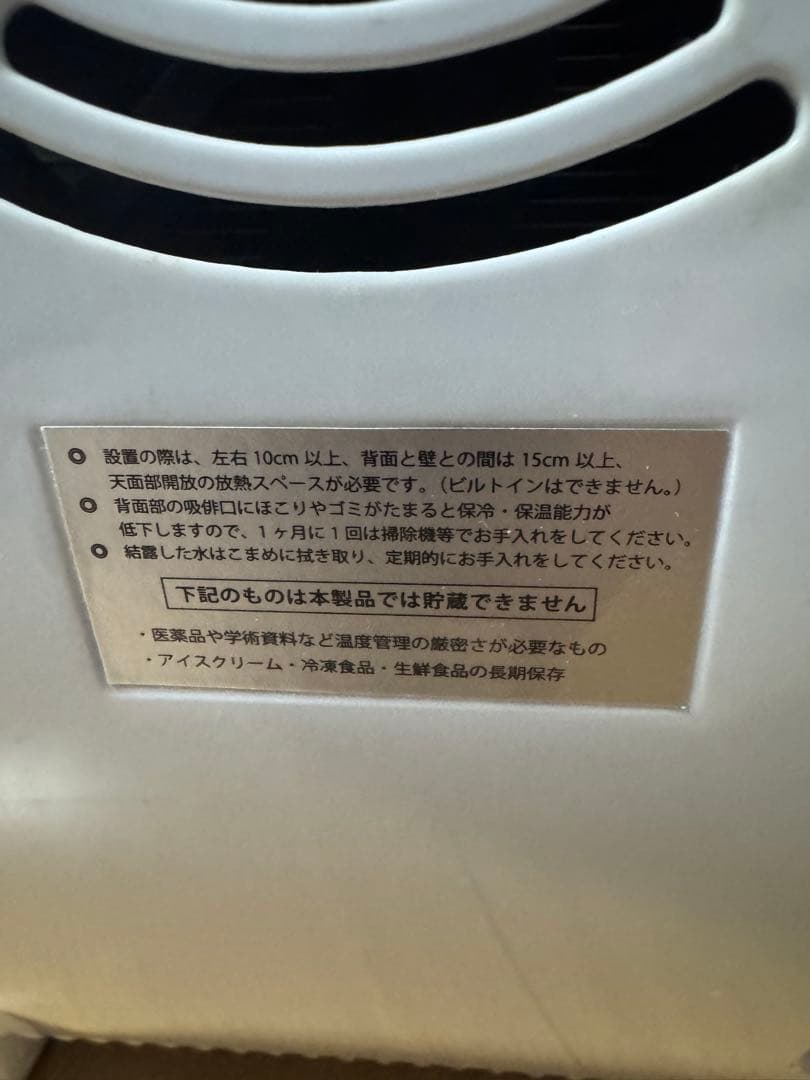 ◎ 設置の際は、左右10cm 以上、背面と壁との間は15cm 以上、
天面部開放の放熱スペースが必要です。（ビルトインはできません。）
◎ 背面部の吸俳口にほこりやゴミがたまると保冷・保温能力が
低下しますので、1ヶ月に1回は掃除機等でお手入れをしてください。
◎ 結露した水はこまめに拭き取り、定期的にお手入れをしてください。
下記のものは本製品では貯蔵できません
・医薬品や学術資料など温度管理の厳密さが必要なもの
・アイスクリーム・冷凍食品・生鮮食品の長期保存